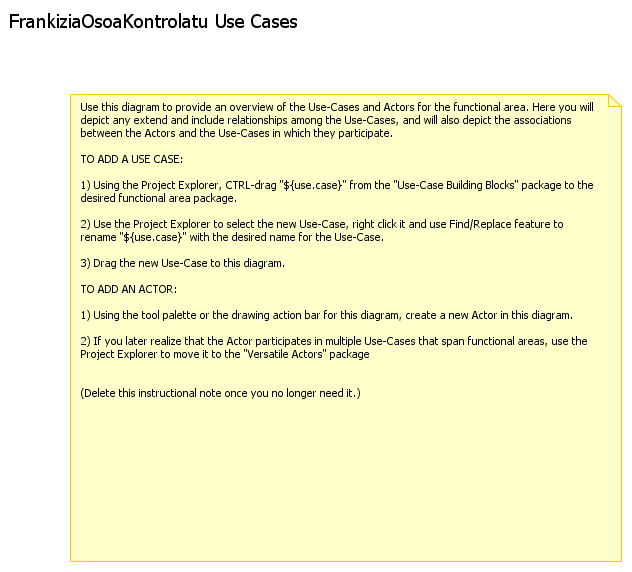 FrankiziaOsoaKontrolatu Use Cases
Use this diagram to provide an overview of the Use-Cases and Actors for the functional area. Here you will
depict any extend and include relationships among the Use-Cases, and will also depict the associations
between the Actors and the Use-Cases in which they participate.
TO ADD A USE CASE:
1) Using the Project Explorer, CTRL-drag "${use.case}" from the "Use-Case Building Blocks" package to the
desired functional area package.
2) Use the Project Explorer to select the new Use-Case, right click it and use Find/Replace feature to
rename "${use.case}" with the desired name for the Use-Case.
3) Drag the new Use-Case to this diagram.
TO ADD AN ACTOR:
1) Using the tool palette or the drawing action bar for this diagram, create a new Actor in this diagram.
2) If you later realize that the Actor participates in multiple Use-Cases that span functional areas, use the
Project Explorer to move it to the "Versatile Actors" package
(Delete this instructional note once you no longer need it.)